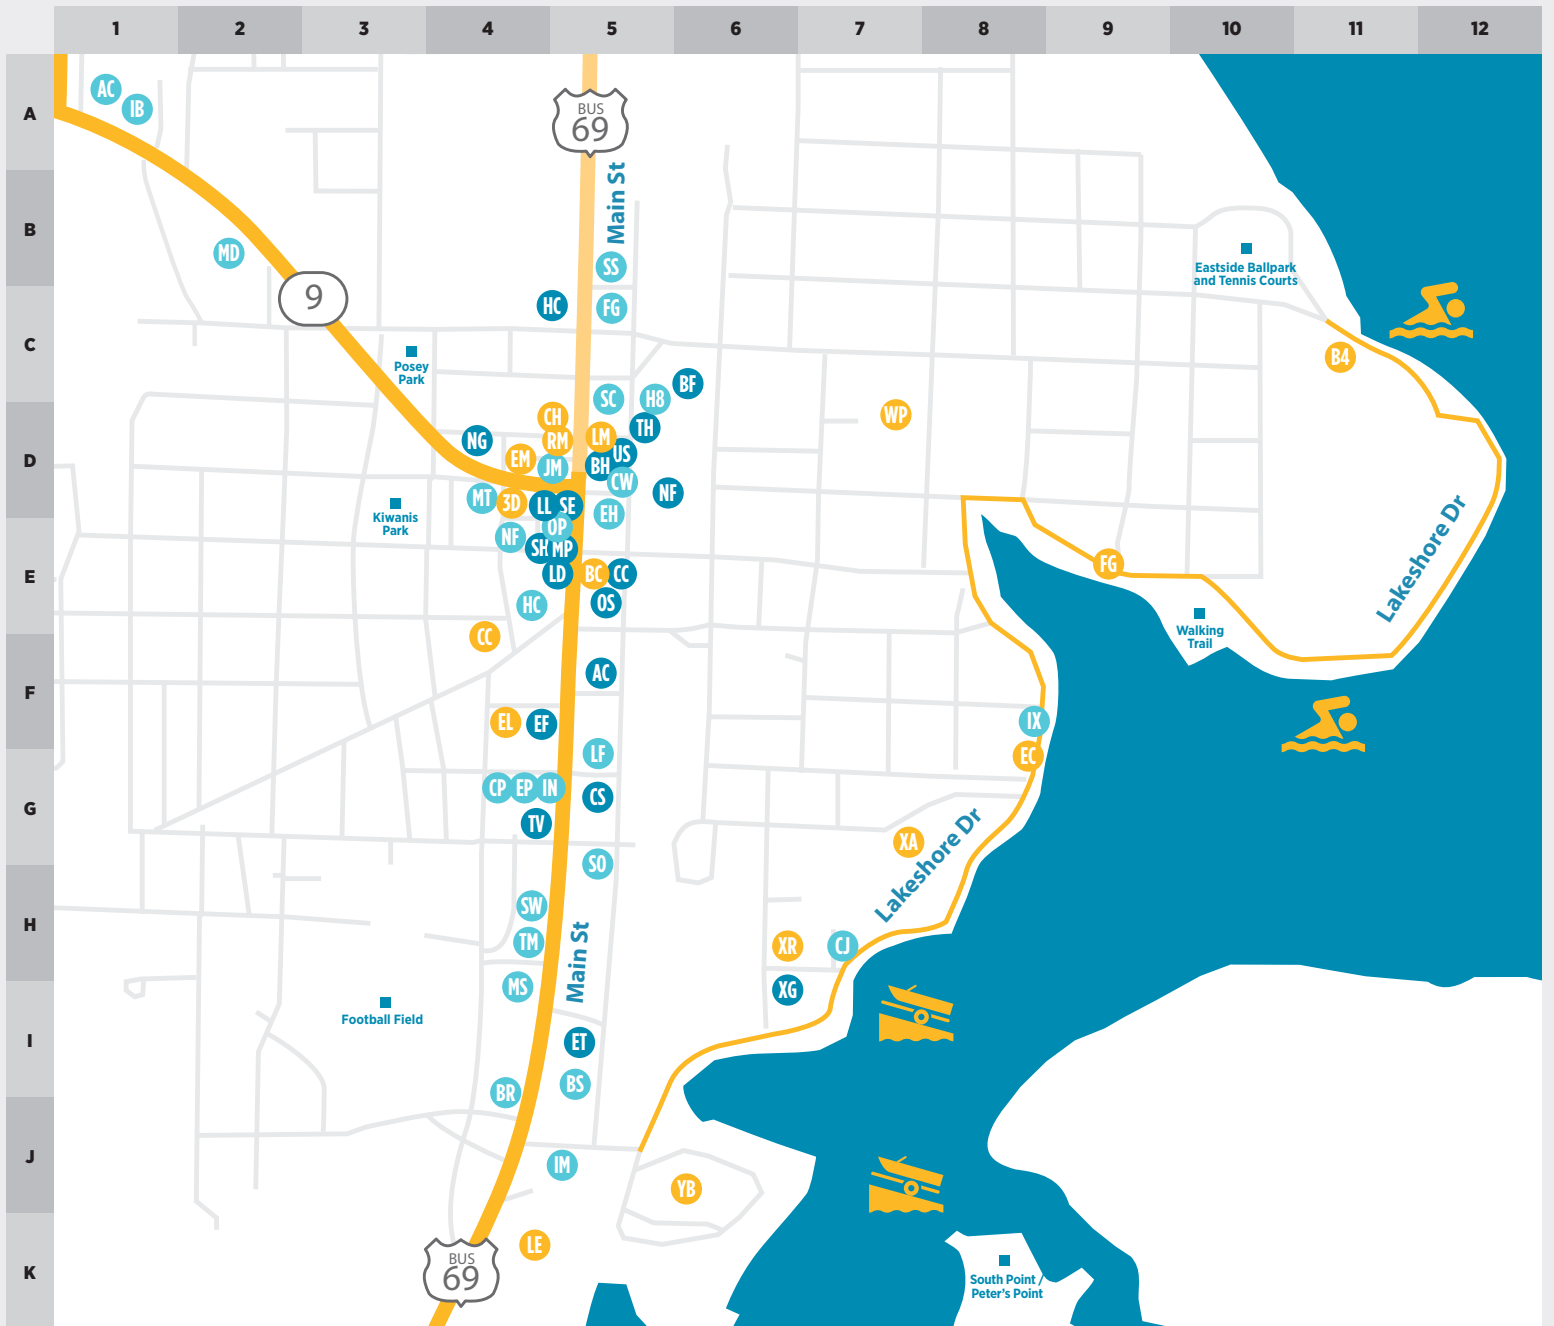 1 2 3 4 5 6 7 8 9 10 11 12
A
AC
IB
BUS
69
Main St
B
MD
SS
Eastside Ballpark
and Tennis Courts
9
HC
FG
C
Posey
Park
B4
BF
SC
H8
CH
WP
TH
NG
RM
LM
D
EM
JM
BH
US
CW
MT
3D
LL
SE
NF
EH
Kiwanis
Park
NF
OP
SH
MP
Lakeshore Dr
E
LD
BC
CC
FG
HC
OS
Walking
Trail
CC
AC
F
EL
EF
IX
LF
EC
CP
EP
IN
CS
G
TV
XA
Lakeshore Dr
SO
H
SW
TM
XR
CJ
Main St
MS
XG
Football Field
I
ET
BS
BR
J
IM
YB
LE
K
BUS
69
South Point /
Peter's Point